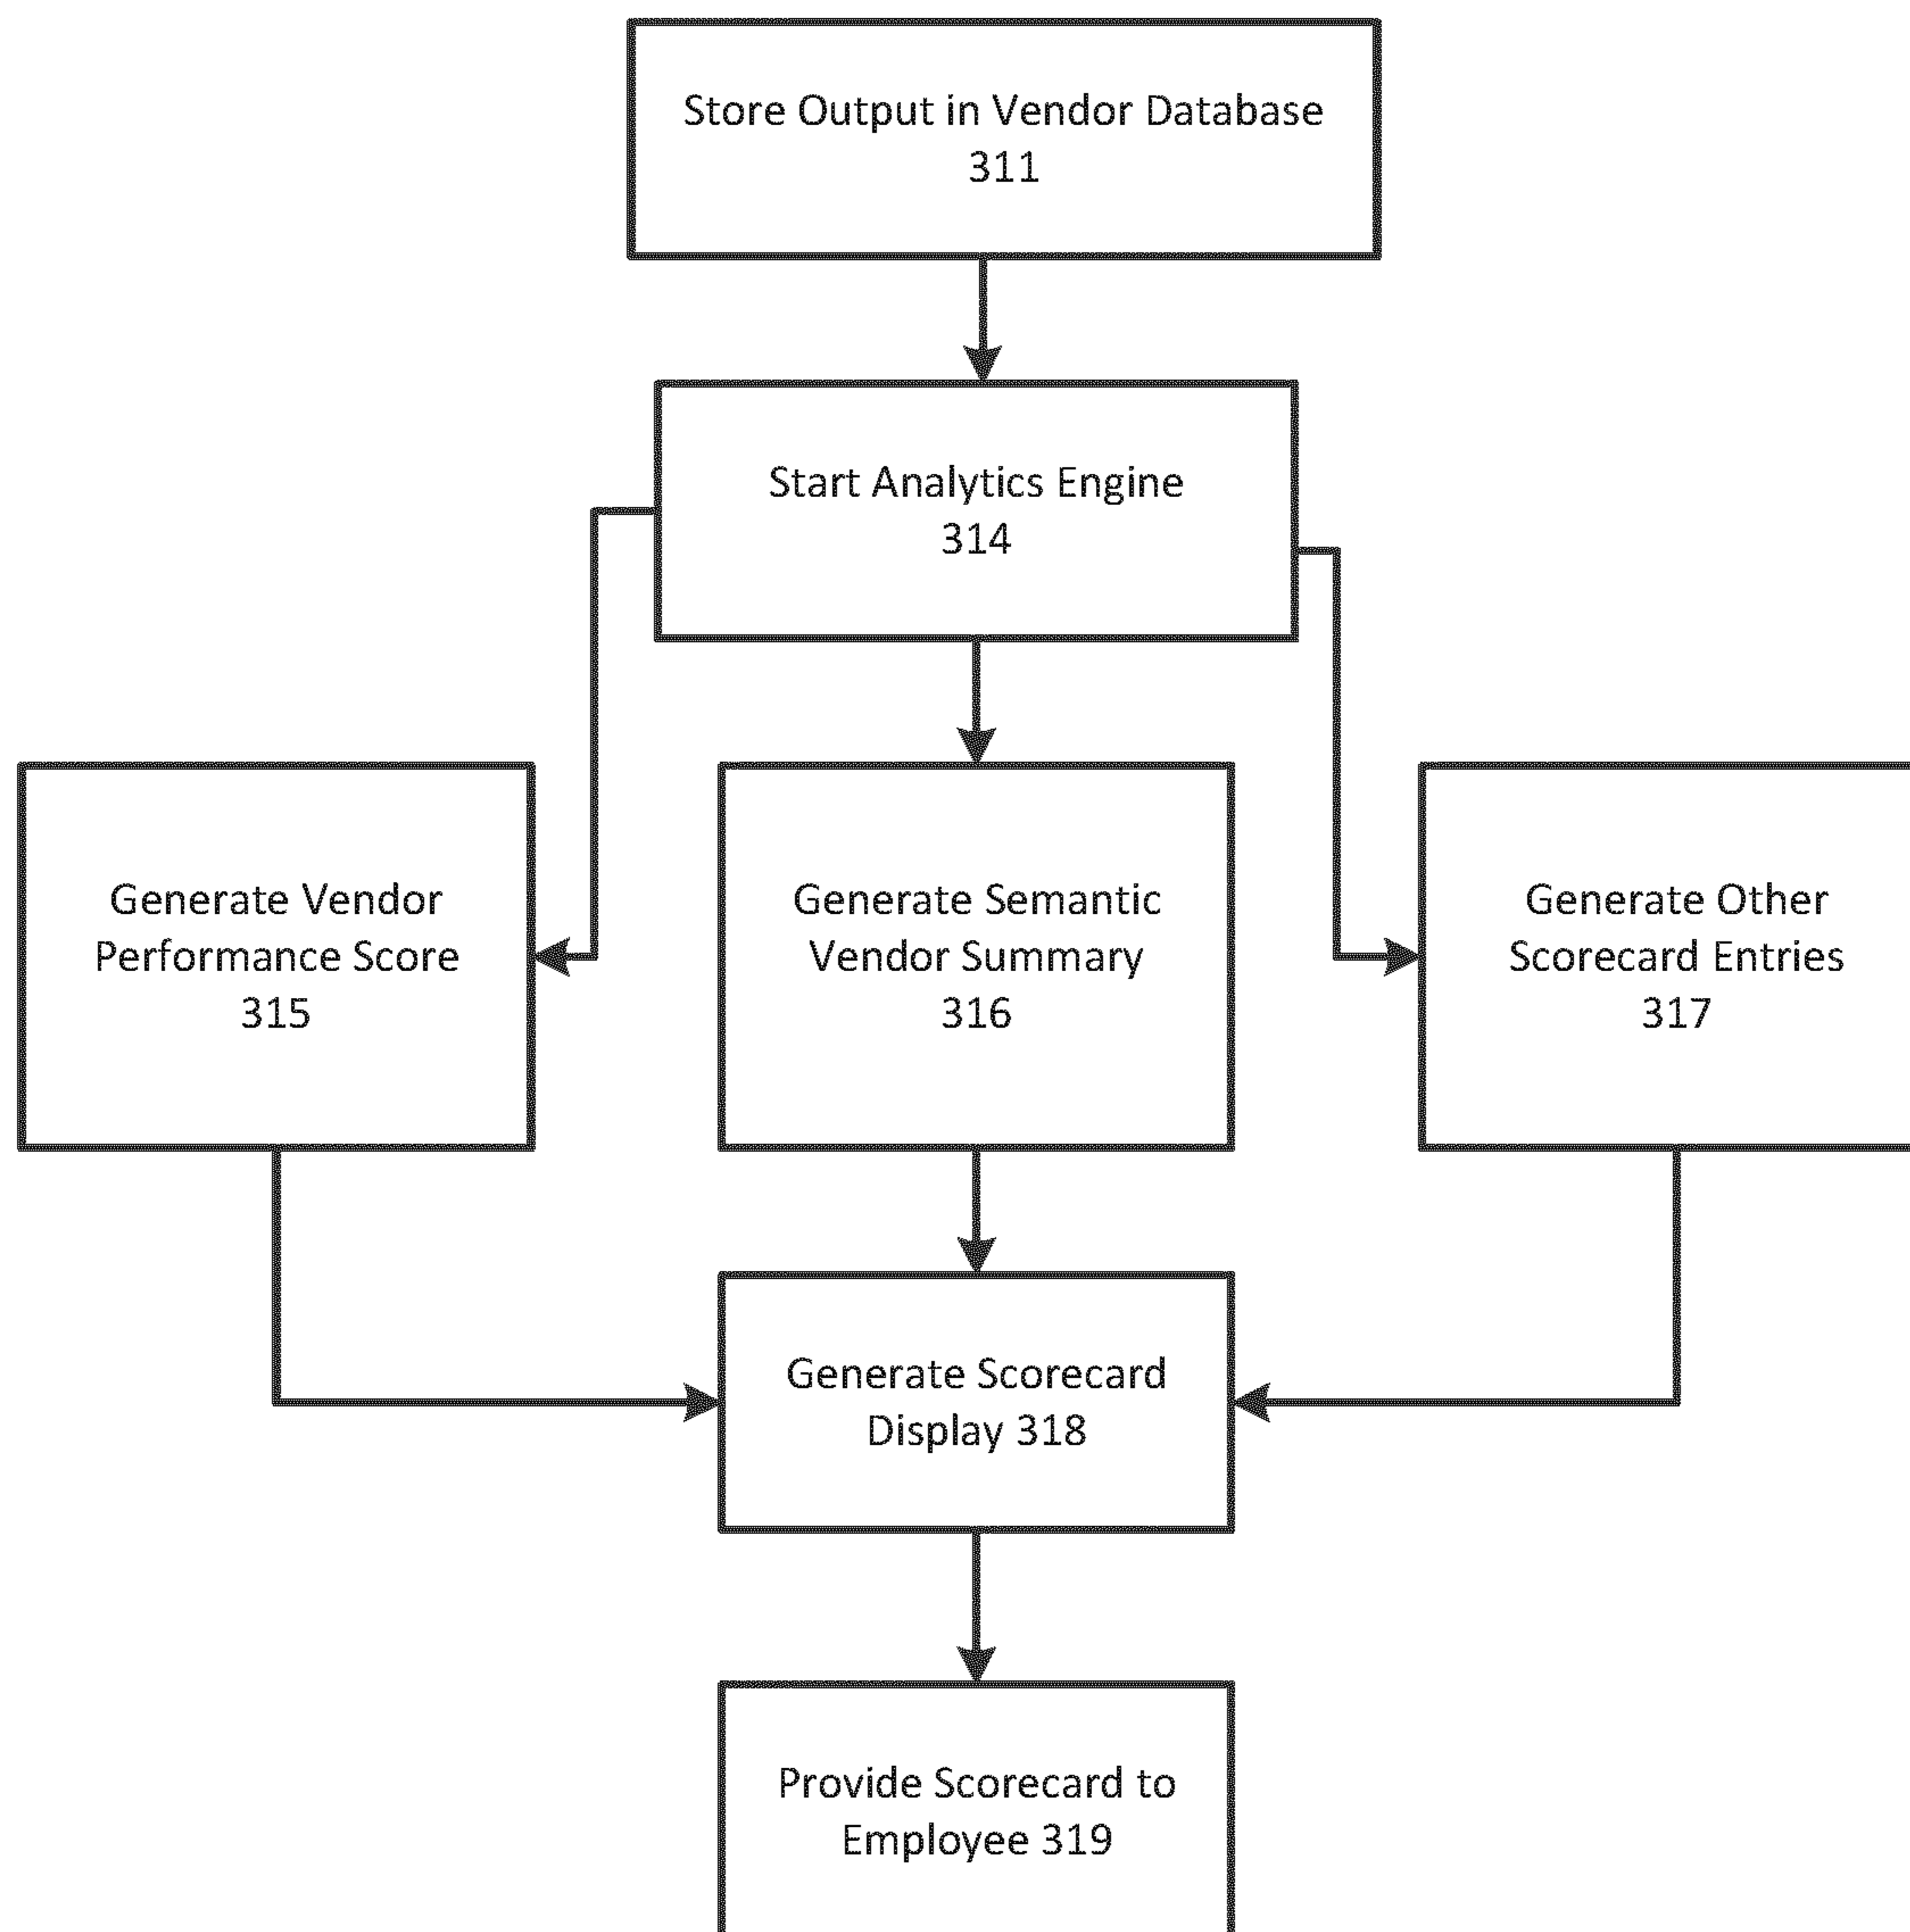 Store Output in Vendor Database
311
Start Analytics Engine
314
Generate Vendor
Performance Score
315
Generate Semantic
Vendor Summary
316
Generate Other
Scorecard Entries
317
Generate Scorecard
Display 318
Provide Scorecard to
Employee 319